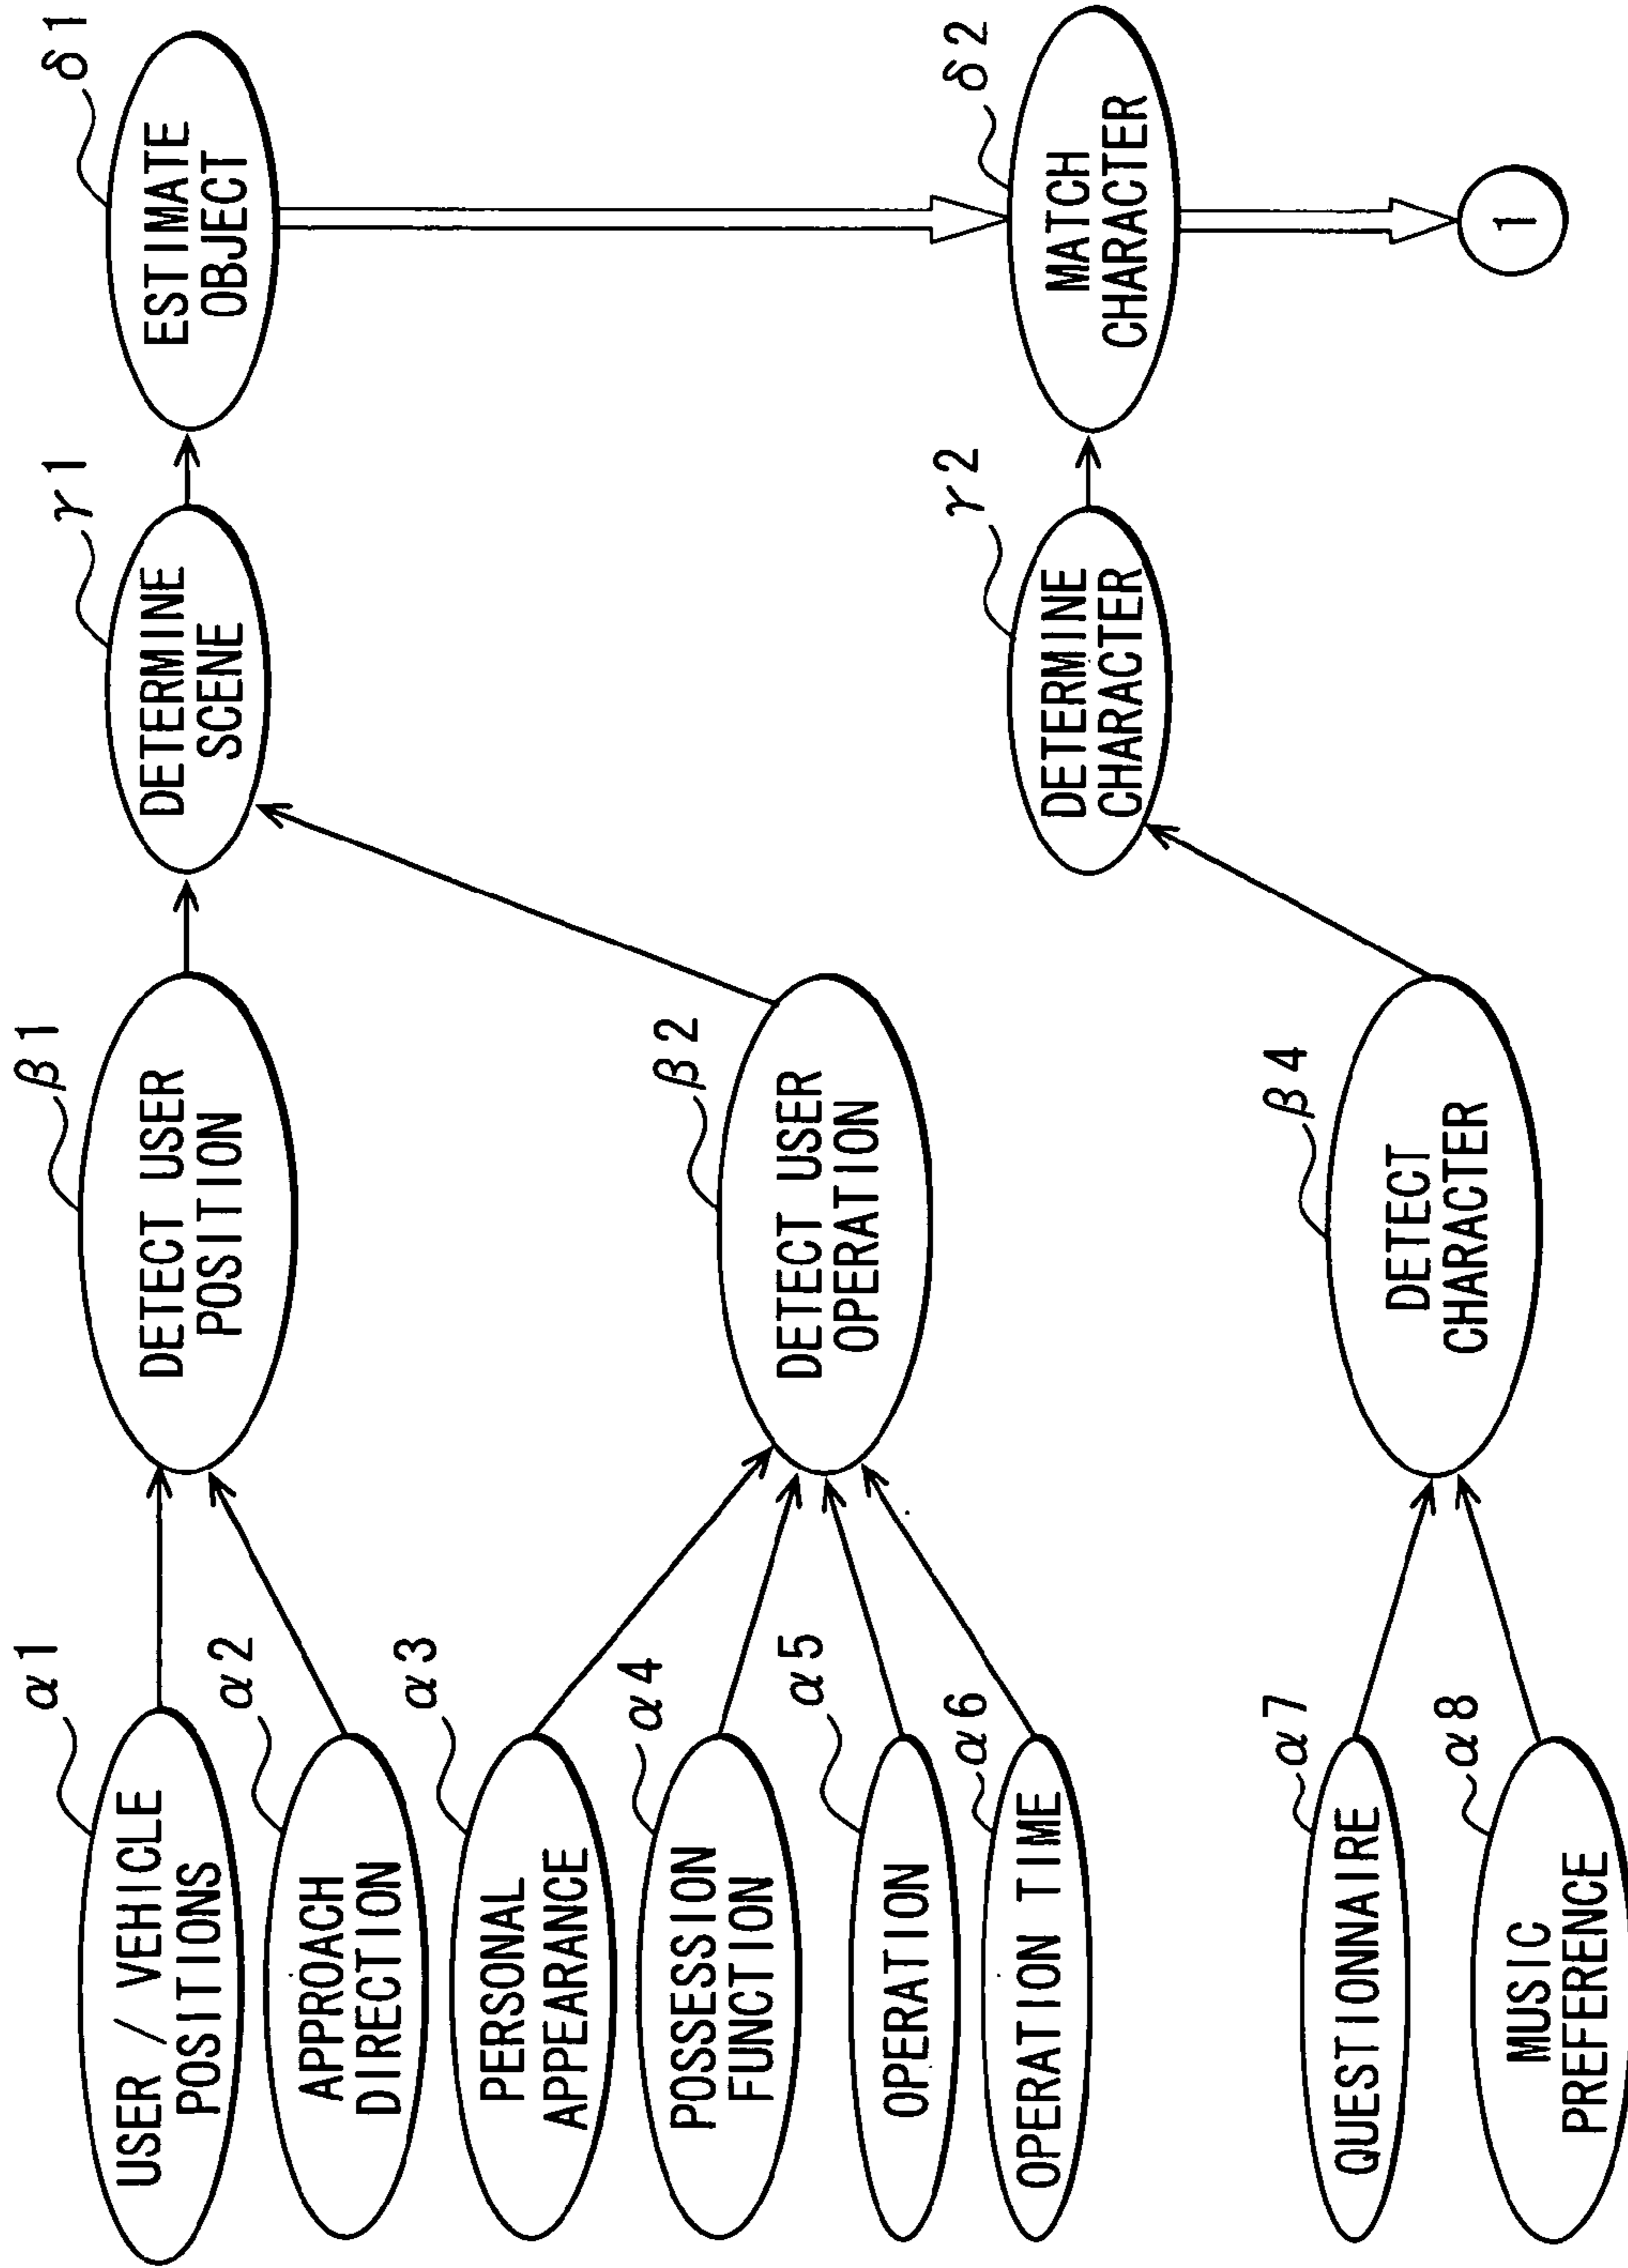 α1
USER / VEHICLE
POSITIONS
α2
APPROACH
DIRECTION
α3
PERSONAL
APPEARANCE
α4
POSSESSION
FUNCTION
α5
OPERATION
α6
OPERATION TIME
α7
QUESTIONNAIRE
α8
MUSIC
PREFERENCE
β1
DETECT USER
POSITION
β2
DETECT USER
OPERATION
β4
DETECT
CHARACTER
γ1
DETERMINE
SCENE
γ2
DETERMINE
CHARACTER
δ1
ESTIMATE
OBJECT
δ2
MATCH
CHARACTER
1